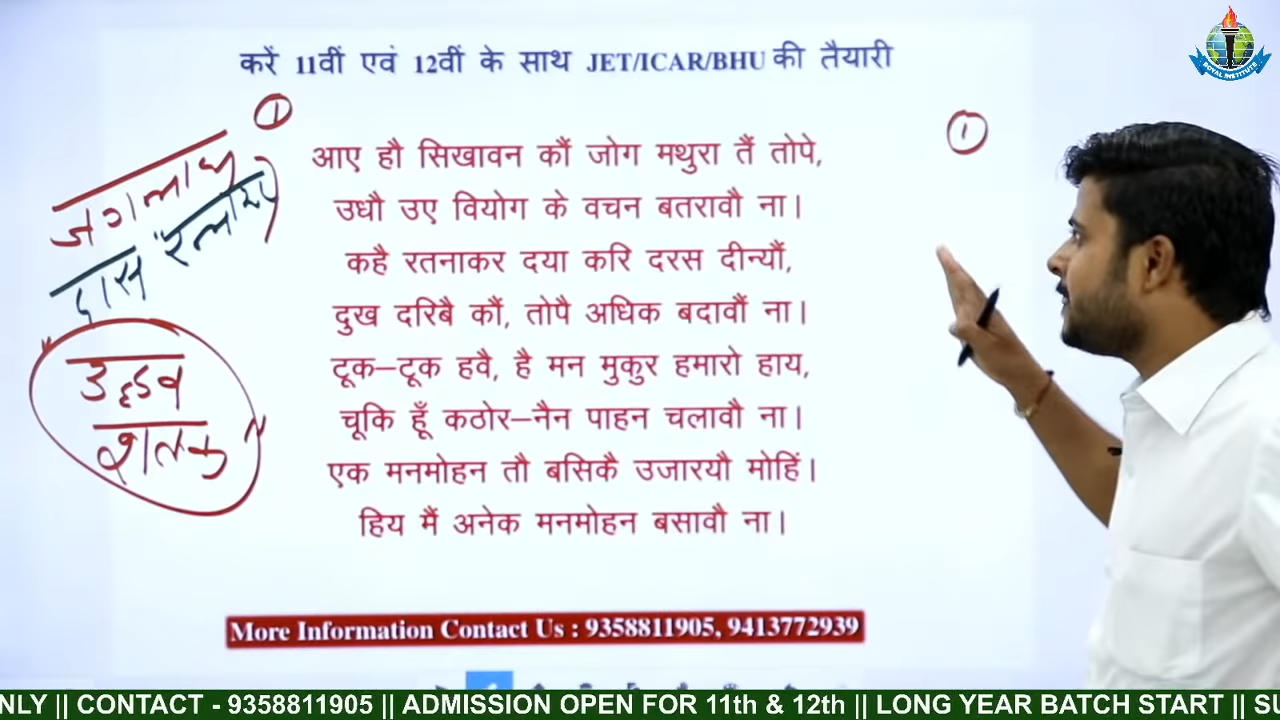 करें 11वीं एवं 12वीं के साथ JET/ICAR/BHU की तैयारी
ROYAL INSTITUTE
1
1
जगन्नाथ
दास "रत्नाकर"
उद्धव
शतक
आए हौ सिखावन कौं जोग मथुरा तैं तोपे,
उधौ उए वियोग के वचन बतरावौ ना।
कहै रतनाकर दया करि दरस दीन्यौं,
दुख दरिबै कौं, तोपै अधिक बदावौं ना।
टूक–टूक हवै, है मन मुकुर हमारो हाय,
चूकि हूँ कठोर–नैन पाहन चलावौ ना।
एक मनमोहन तौ बसिकै उजारयौ मोहिं।
हिय मैं अनेक मनमोहन बसावौ ना।
More Information Contact Us : 9358811905, 9413772939
NLY || CONTACT - 9358811905 || ADMISSION OPEN FOR 11th & 12th || LONG YEAR BATCH START || SU